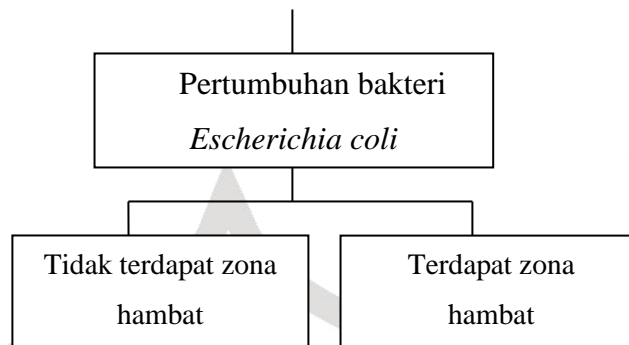 Pertumbuhan bakteri
Escherichia coli
Tidak terdapat zona
hambat
Terdapat zona
hambat